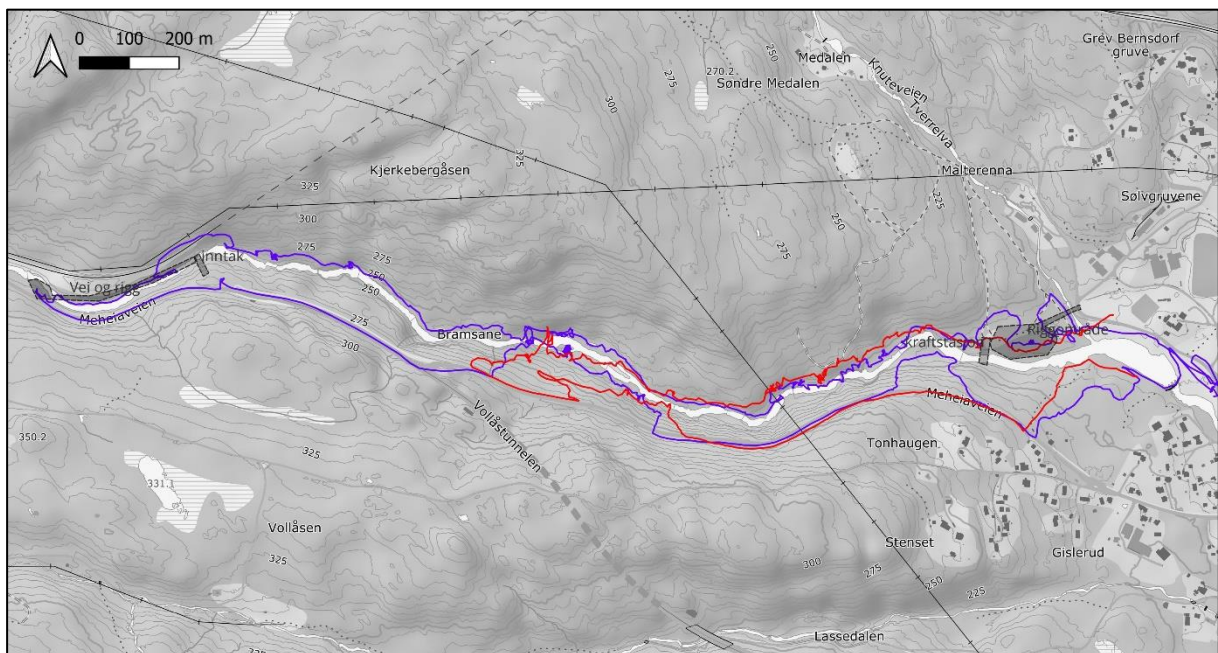 0 100 200 m
Grev Bernsdorf
gruve
250
Medalen
275
270.2
Søndre Medalen
Knuteveien
Tverrelva
300
325
Kjerkebergåsen
Malterenna
325
Sølvgruvene
225
300
250
275
275
Inntak
250
Vei og rigg
250
Meheiaveien
275
Bramsane
Riggområde
kraftstasjon
300
Meheiaveien
Vollåstunnelen
Tonhaugen
350.2
325
331.1
Vollåsen
325
Stenset
Gislerud
300
275
250
225
Lassedalen
325